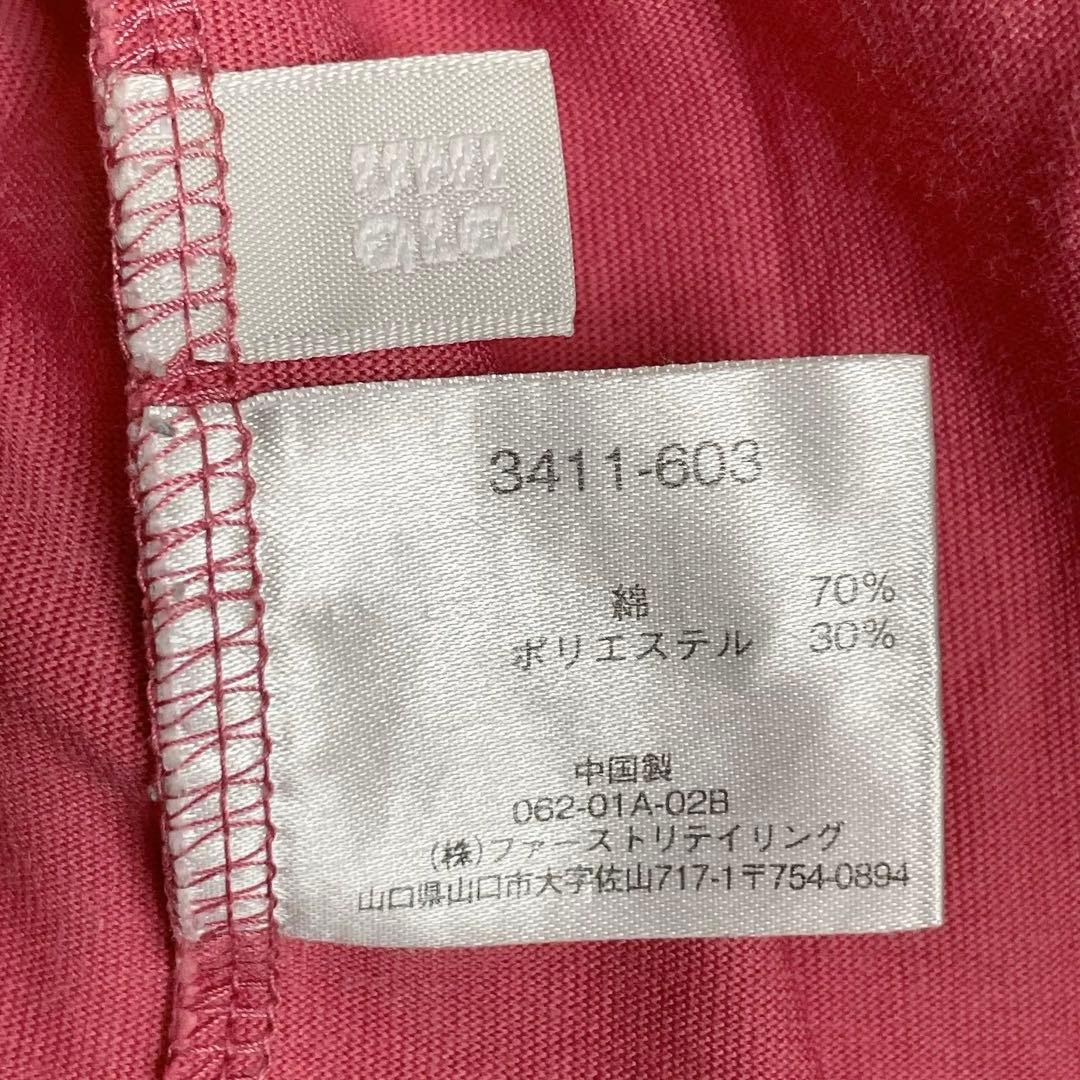 UNI
QLO
3411-603
綿 70%
ポリエステル 30%
中国製
062-01A-02B
(株)ファーストリテイリング
山口県山口市大字佐山717-1〒754-0894